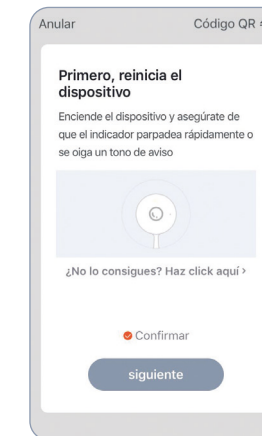 Anular
Código QR
Primero, reinicia el
dispositivo
Enciende el dispositivo y asegúrate de
que el indicador parpadea rápidamente o
se oiga un tono de aviso
¿No lo consigues? Haz click aquí >
Confirmar
siguiente